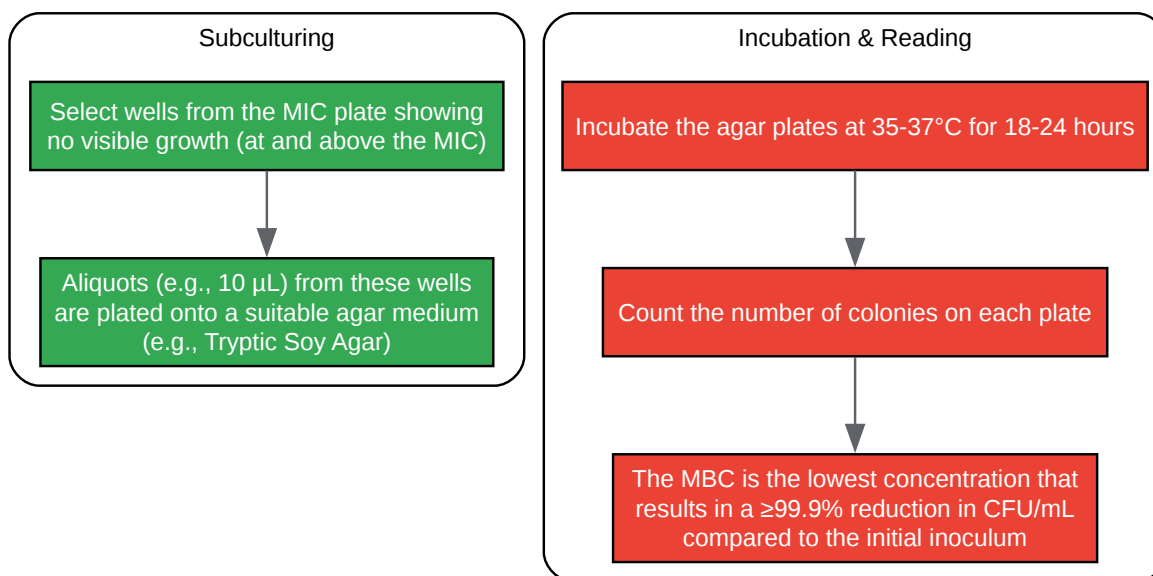 Subculturing
Select wells from the MIC plate showing
no visible growth (at and above the MIC)
Aliquots (e.g., 10 µL) from these wells
are plated onto a suitable agar medium
(e.g., Tryptic Soy Agar)
Incubation & Reading
Incubate the agar plates at 35-37°C for 18-24 hours
Count the number of colonies on each plate
The MBC is the lowest concentration that
results in a ≥99.9% reduction in CFU/mL
compared to the initial inoculum